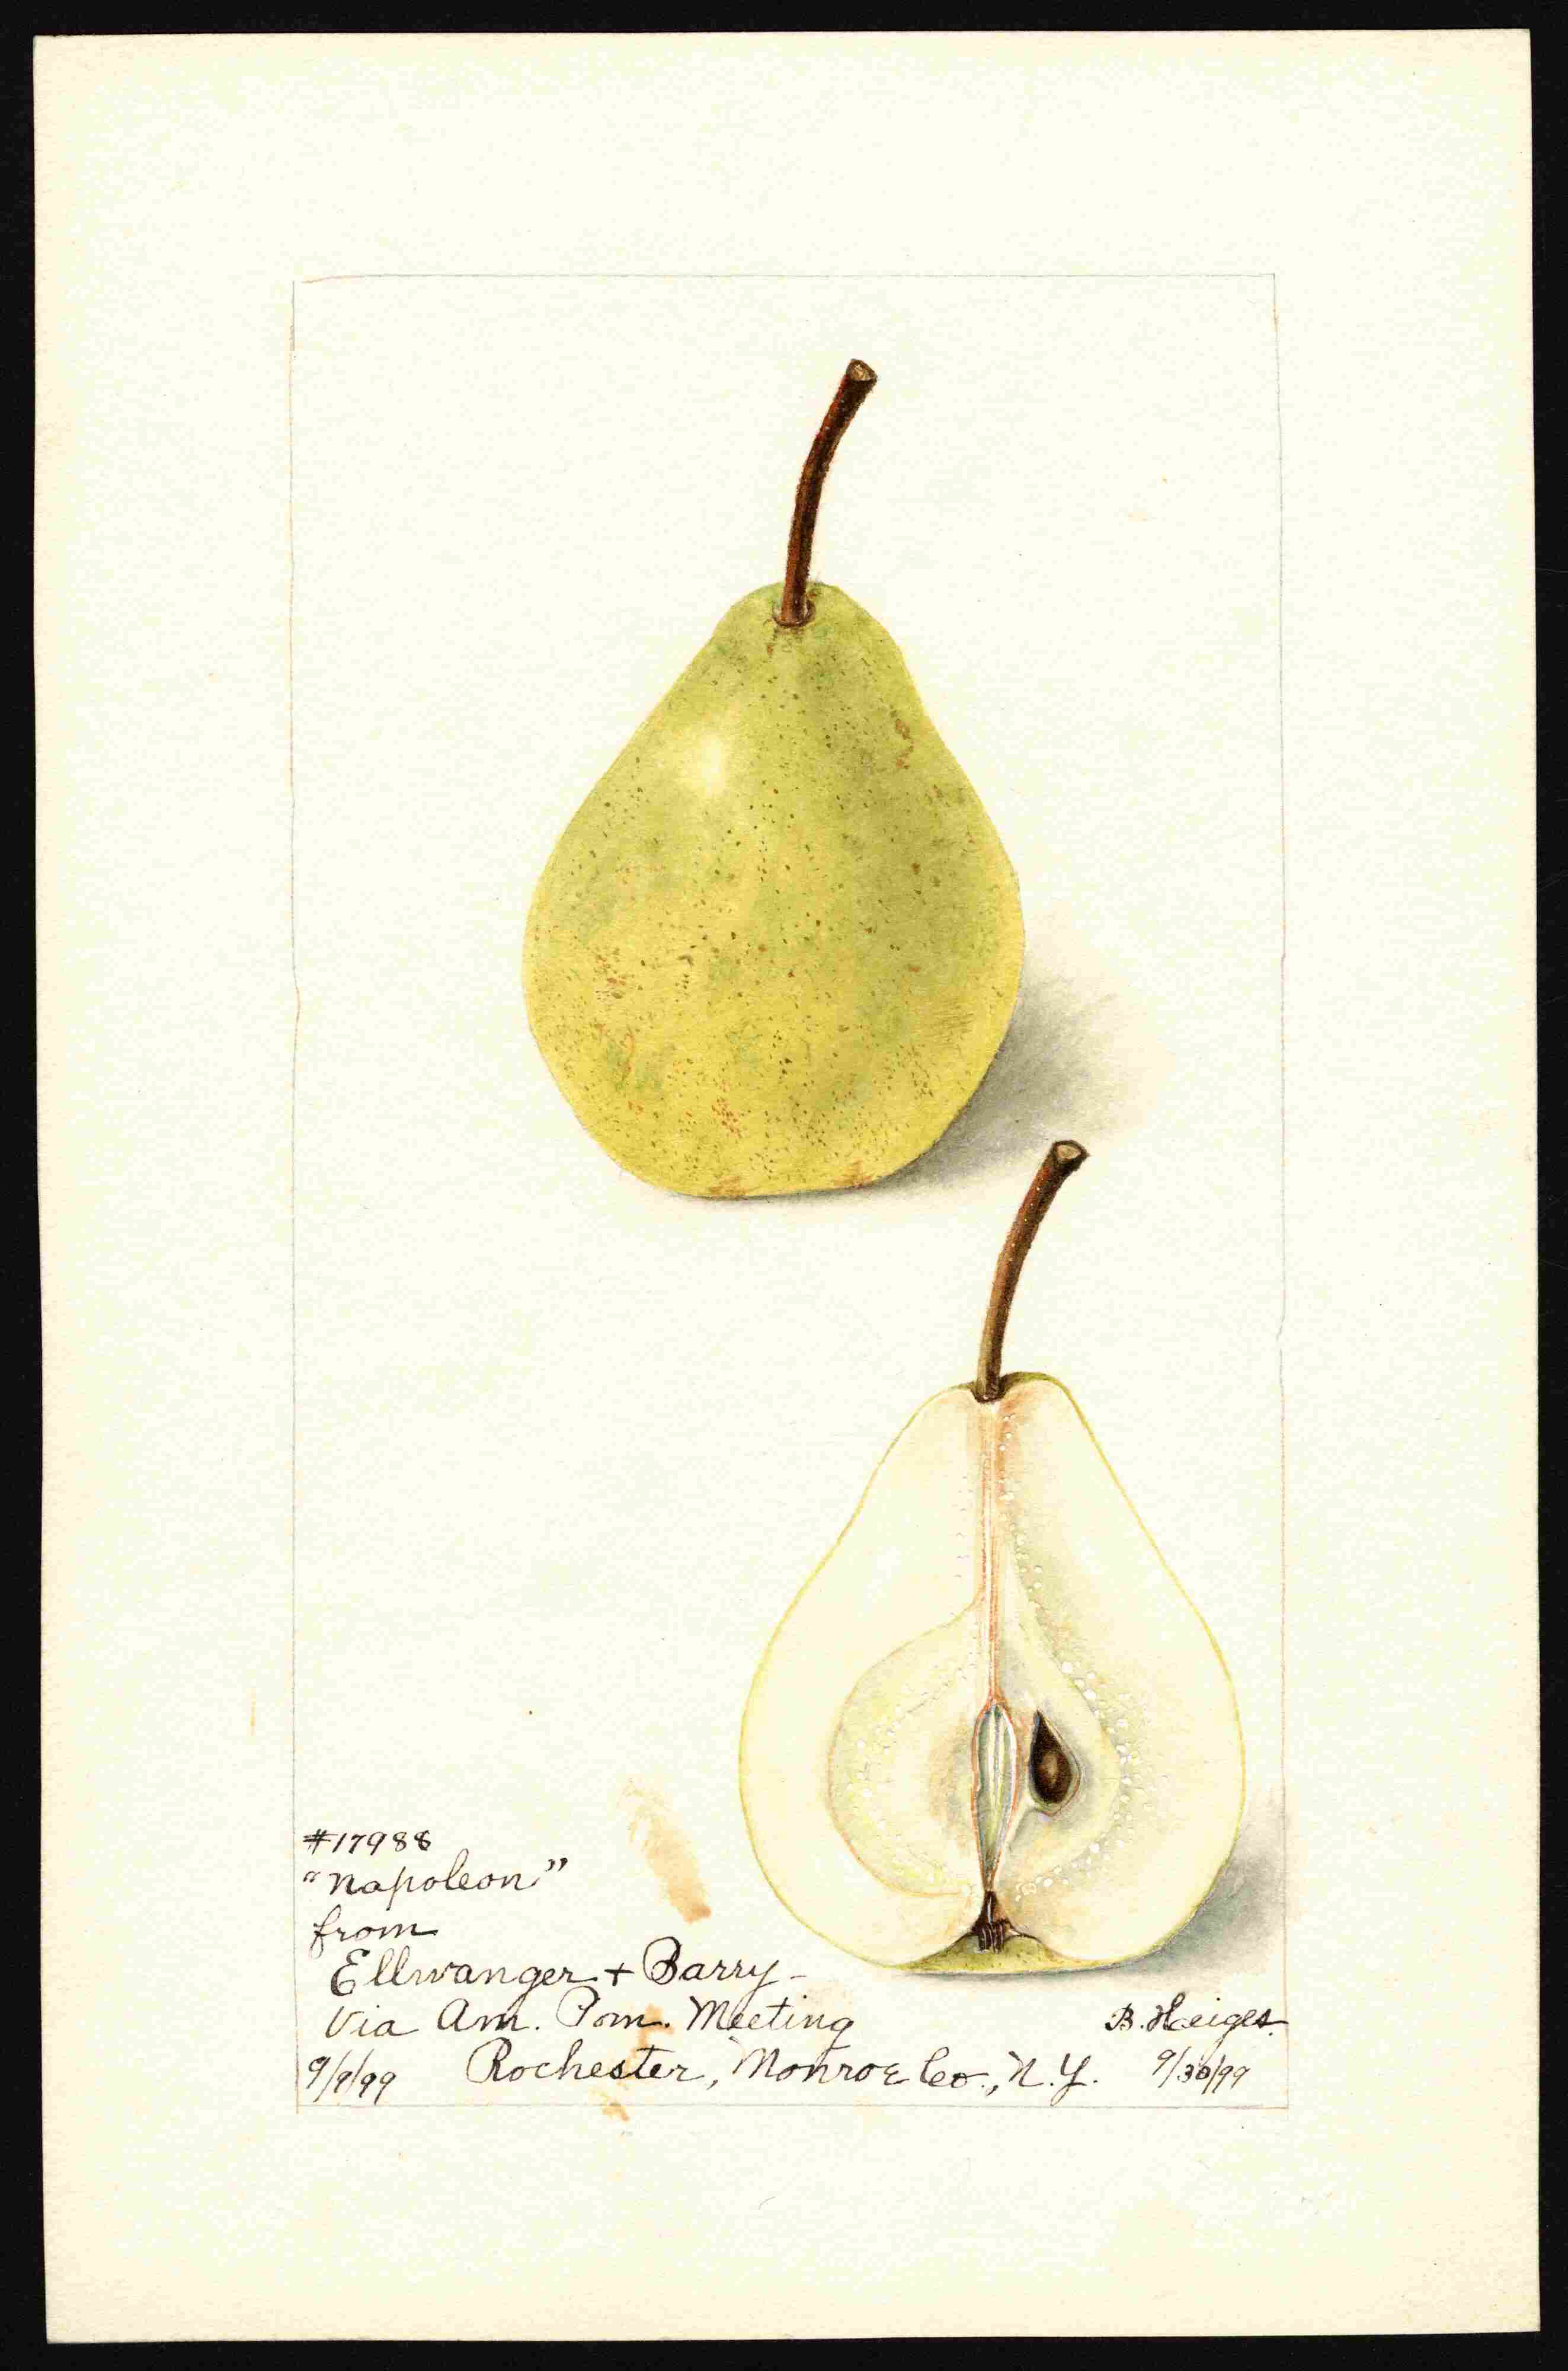 #17988
"Napoleon"
from
Ellwanger + Barry -
Via Am. Pom. Meeting
B. Heiges.
9/9/99 Rochester, Monroe Co., N.Y. 9/30/99